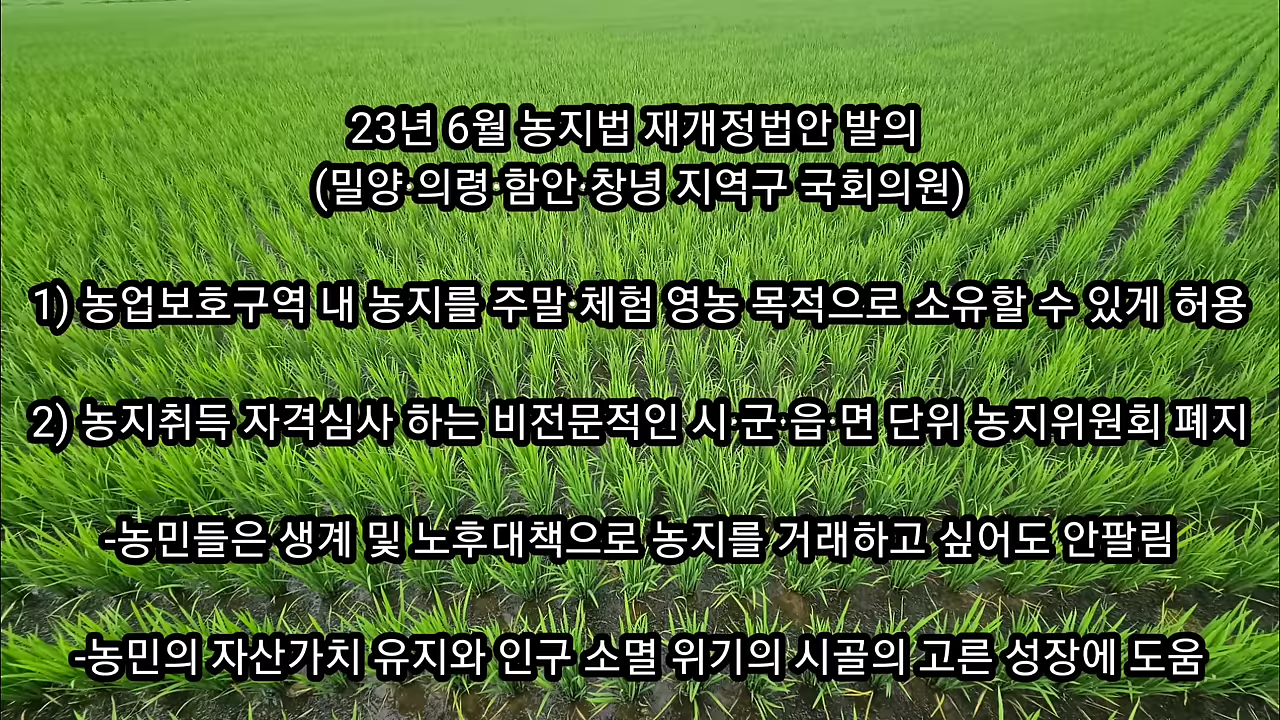 23년 6월 농지법 재개정법안 발의
(밀양·의령·함안·창녕 지역구 국회의원)
1) 농업보호구역 내 농지를 주말·체험 영농 목적으로 소유할 수 있게 허용
2) 농지취득 자격심사 하는 비전문적인 시·군·읍·면 단위 농지위원회 폐지
-농민들은 생계 및 노후대책으로 농지를 거래하고 싶어도 안팔림
-농민의 자산가치 유지와 인구 소멸 위기의 시골의 고른 성장에 도움